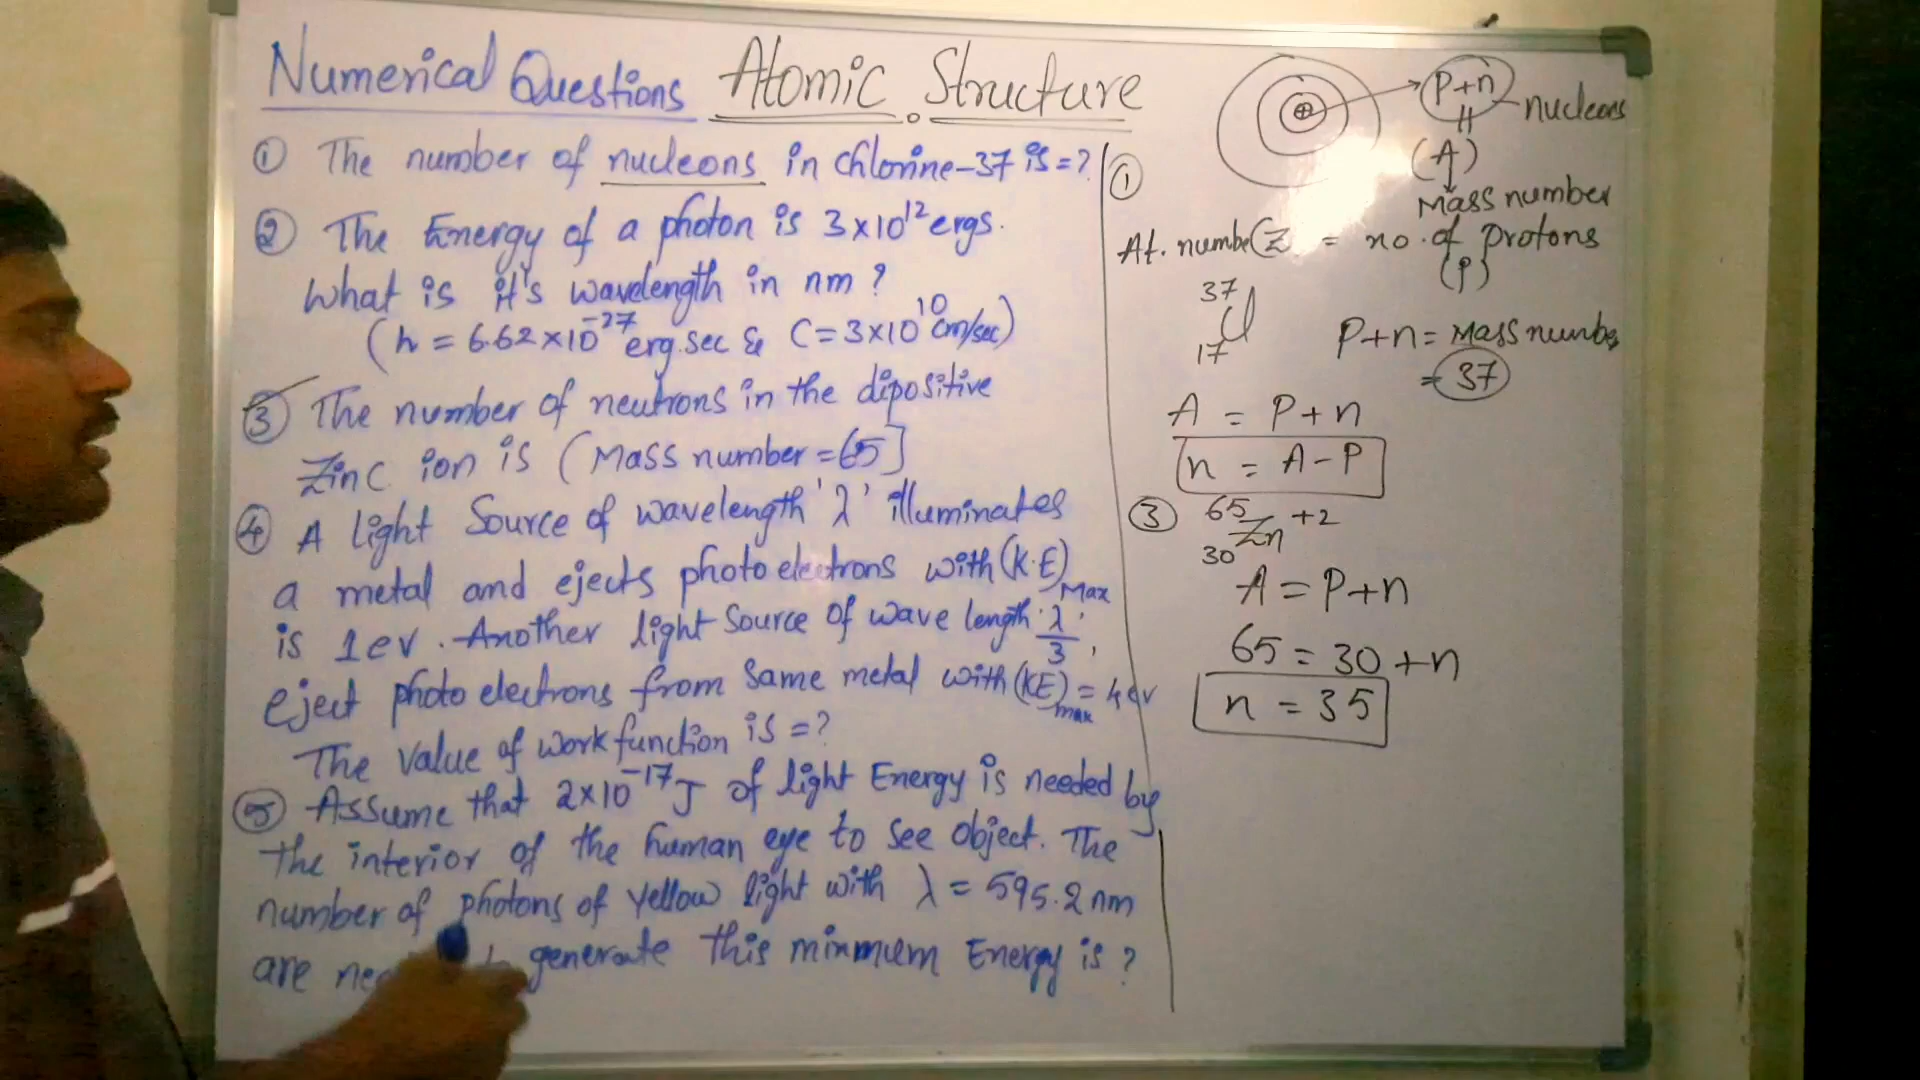 Numerical Questions Atomic Structure
① The number of nucleons in chlorine-37 is=?
② The Energy of a photon is 3×10¹² ergs.
What is it's wavelength in nm?
(h = 6.62×10⁻²⁷ erg.sec & C=3×10¹⁰ cm/sec)
③ The number of neutrons in the dipositive
Zinc ion is (Mass number=65]
④ A light Source of wavelength 'λ' illuminates
a metal and ejects photo electrons with (K.E)Max
is 1ev. Another light Source of wave length 'λ/3',
eject photo electrons from Same metal with (KE)max = 4ev
The value of work function is =?
⑤ Assume that 2×10⁻¹⁷J of light Energy is needed by
the interior of the human eye to See object. The
number of photons of yellow light with λ = 595.2nm
are generate this minmum Energy is?
⊕ P+n nucleons
||
(A)
Mass number
①
At. numbe(Z = no.of protons
(P)
37
Cl
17
P+n = Mass numbe
= 37
A = P+n
n = A-P
③ 65 Zn +2
30
A = P+n
65 = 30+n
n = 35